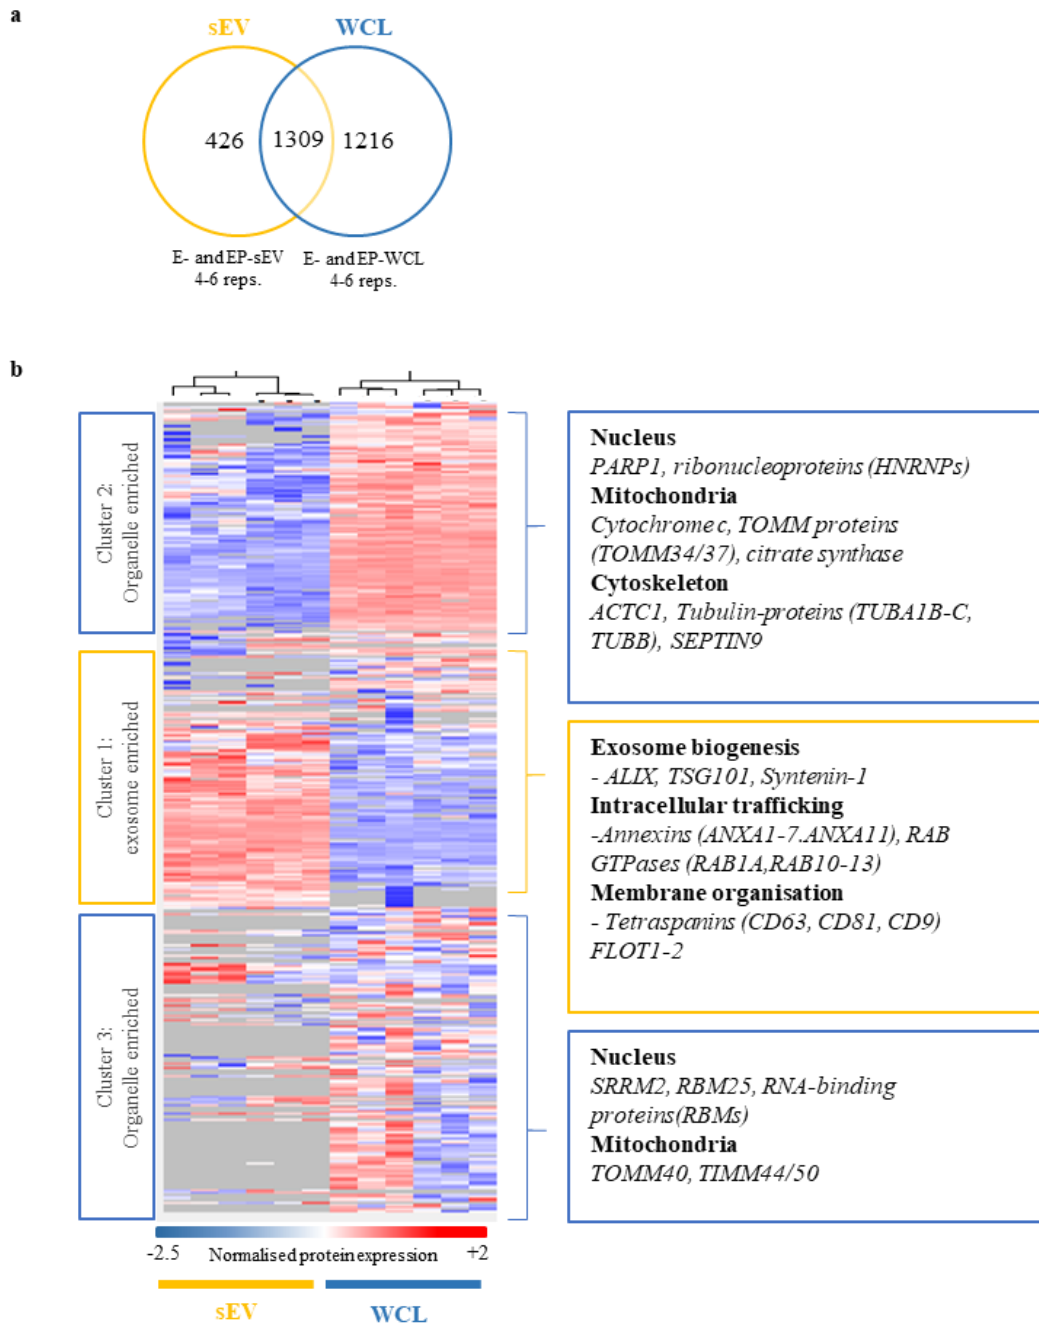 a
sEV WCL
426 1309 1216
E- and EP-sEV E- and EP-WCL
4-6 reps. 4-6 reps.
b
Cluster 2:
Organelle enriched
Nucleus
PARP1, ribonucleoproteins (HNRNPs)
Mitochondria
Cytochrome c, TOMM proteins
(TOMM34/37), citrate synthase
Cytoskeleton
ACTC1, Tubulin-proteins (TUBA1B-C,
TUBB), SEPTIN9
Cluster 1:
exosome enriched
Exosome biogenesis
- ALIX, TSG101, Syntenin-1
Intracellular trafficking
-Annexins (ANXA1-7.ANXA11), RAB
GTPases (RAB1A,RAB10-13)
Membrane organisation
- Tetraspanins (CD63, CD81, CD9)
FLOT1-2
Cluster 3:
Organelle enriched
Nucleus
SRRM2, RBM25, RNA-binding
proteins(RBMs)
Mitochondria
TOMM40, TIMM44/50
-2.5 Normalised protein expression +2
sEV WCL